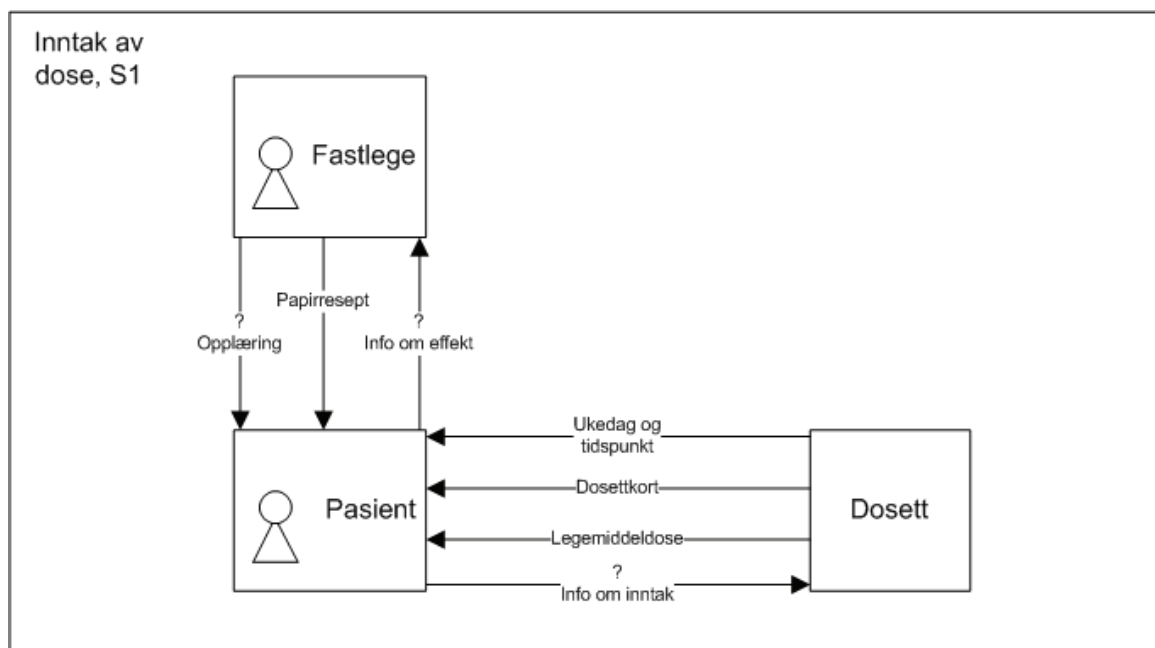 Inntak av
dose, S1
Fastlege
Papirresept
?
Opplæring
?
Info om effekt
Ukedag og
tidspunkt
Dosettkort
Legemiddeldose
?
Info om inntak
Pasient
Dosett